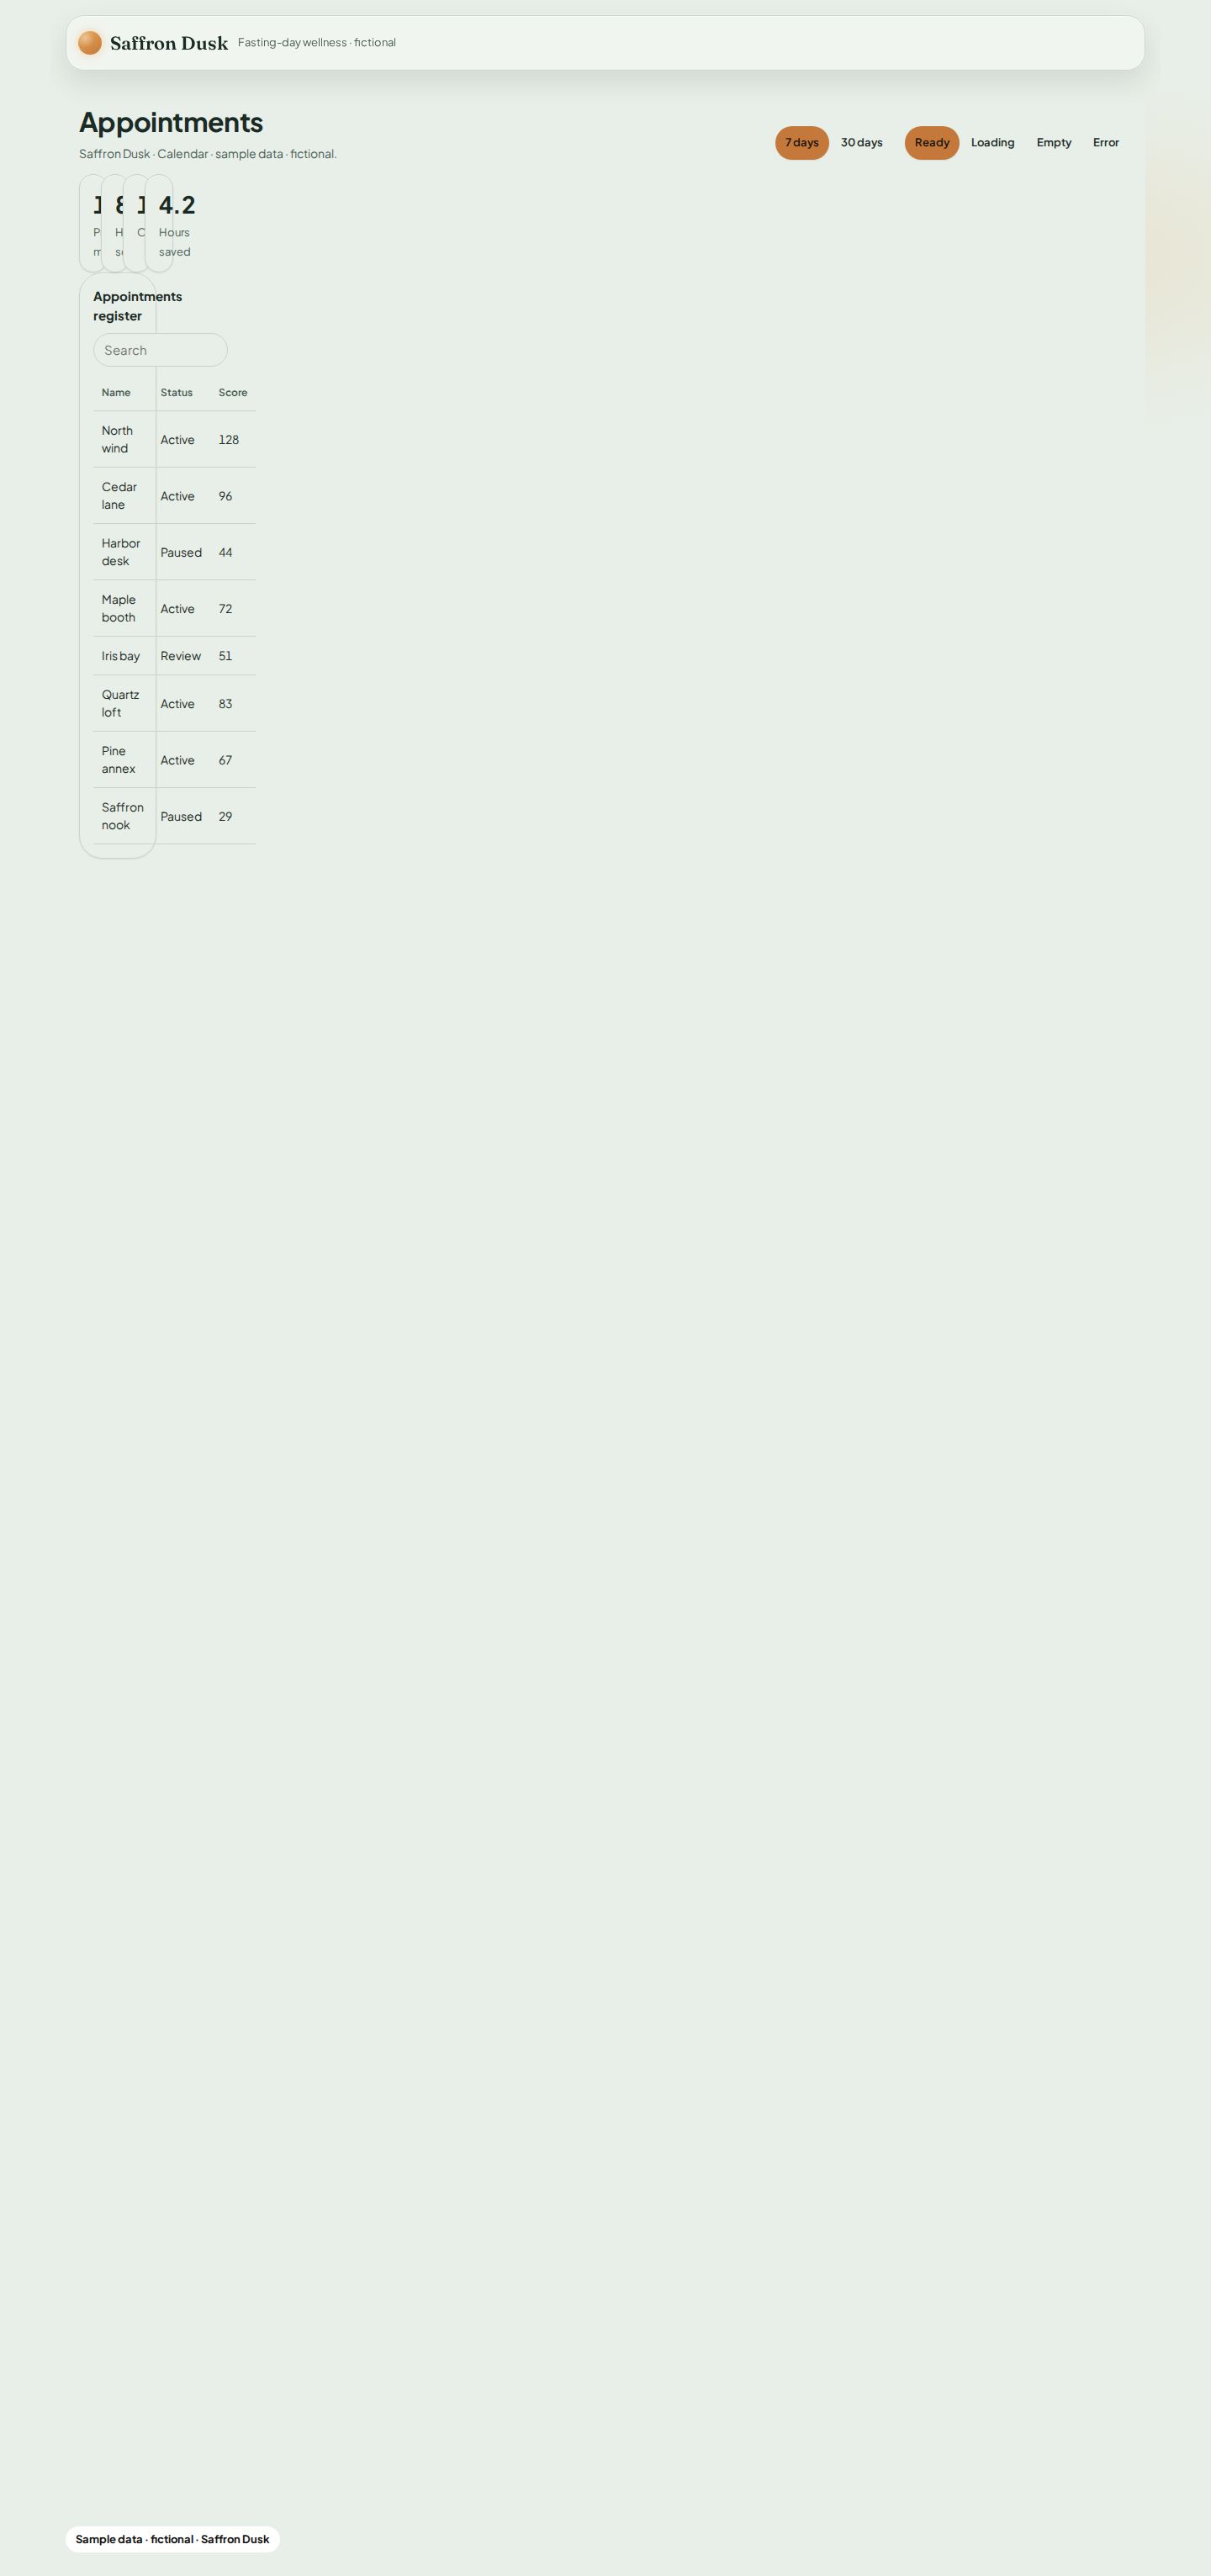 Saffron Dusk Fasting-day wellness · fictional
Appointments
Saffron Dusk · Calendar · sample data · fictional.
7 days 30 days Ready Loading Empty Error
4.2
Hours
saved
Appointments
register
Search
Name Status Score
North
wind
Active 128
Cedar
lane
Active 96
Harbor
desk
Paused 44
Maple
booth
Active 72
Iris bay Review 51
Quartz
loft
Active 83
Pine
annex
Active 67
Saffron
nook
Paused 29
Sample data · fictional · Saffron Dusk